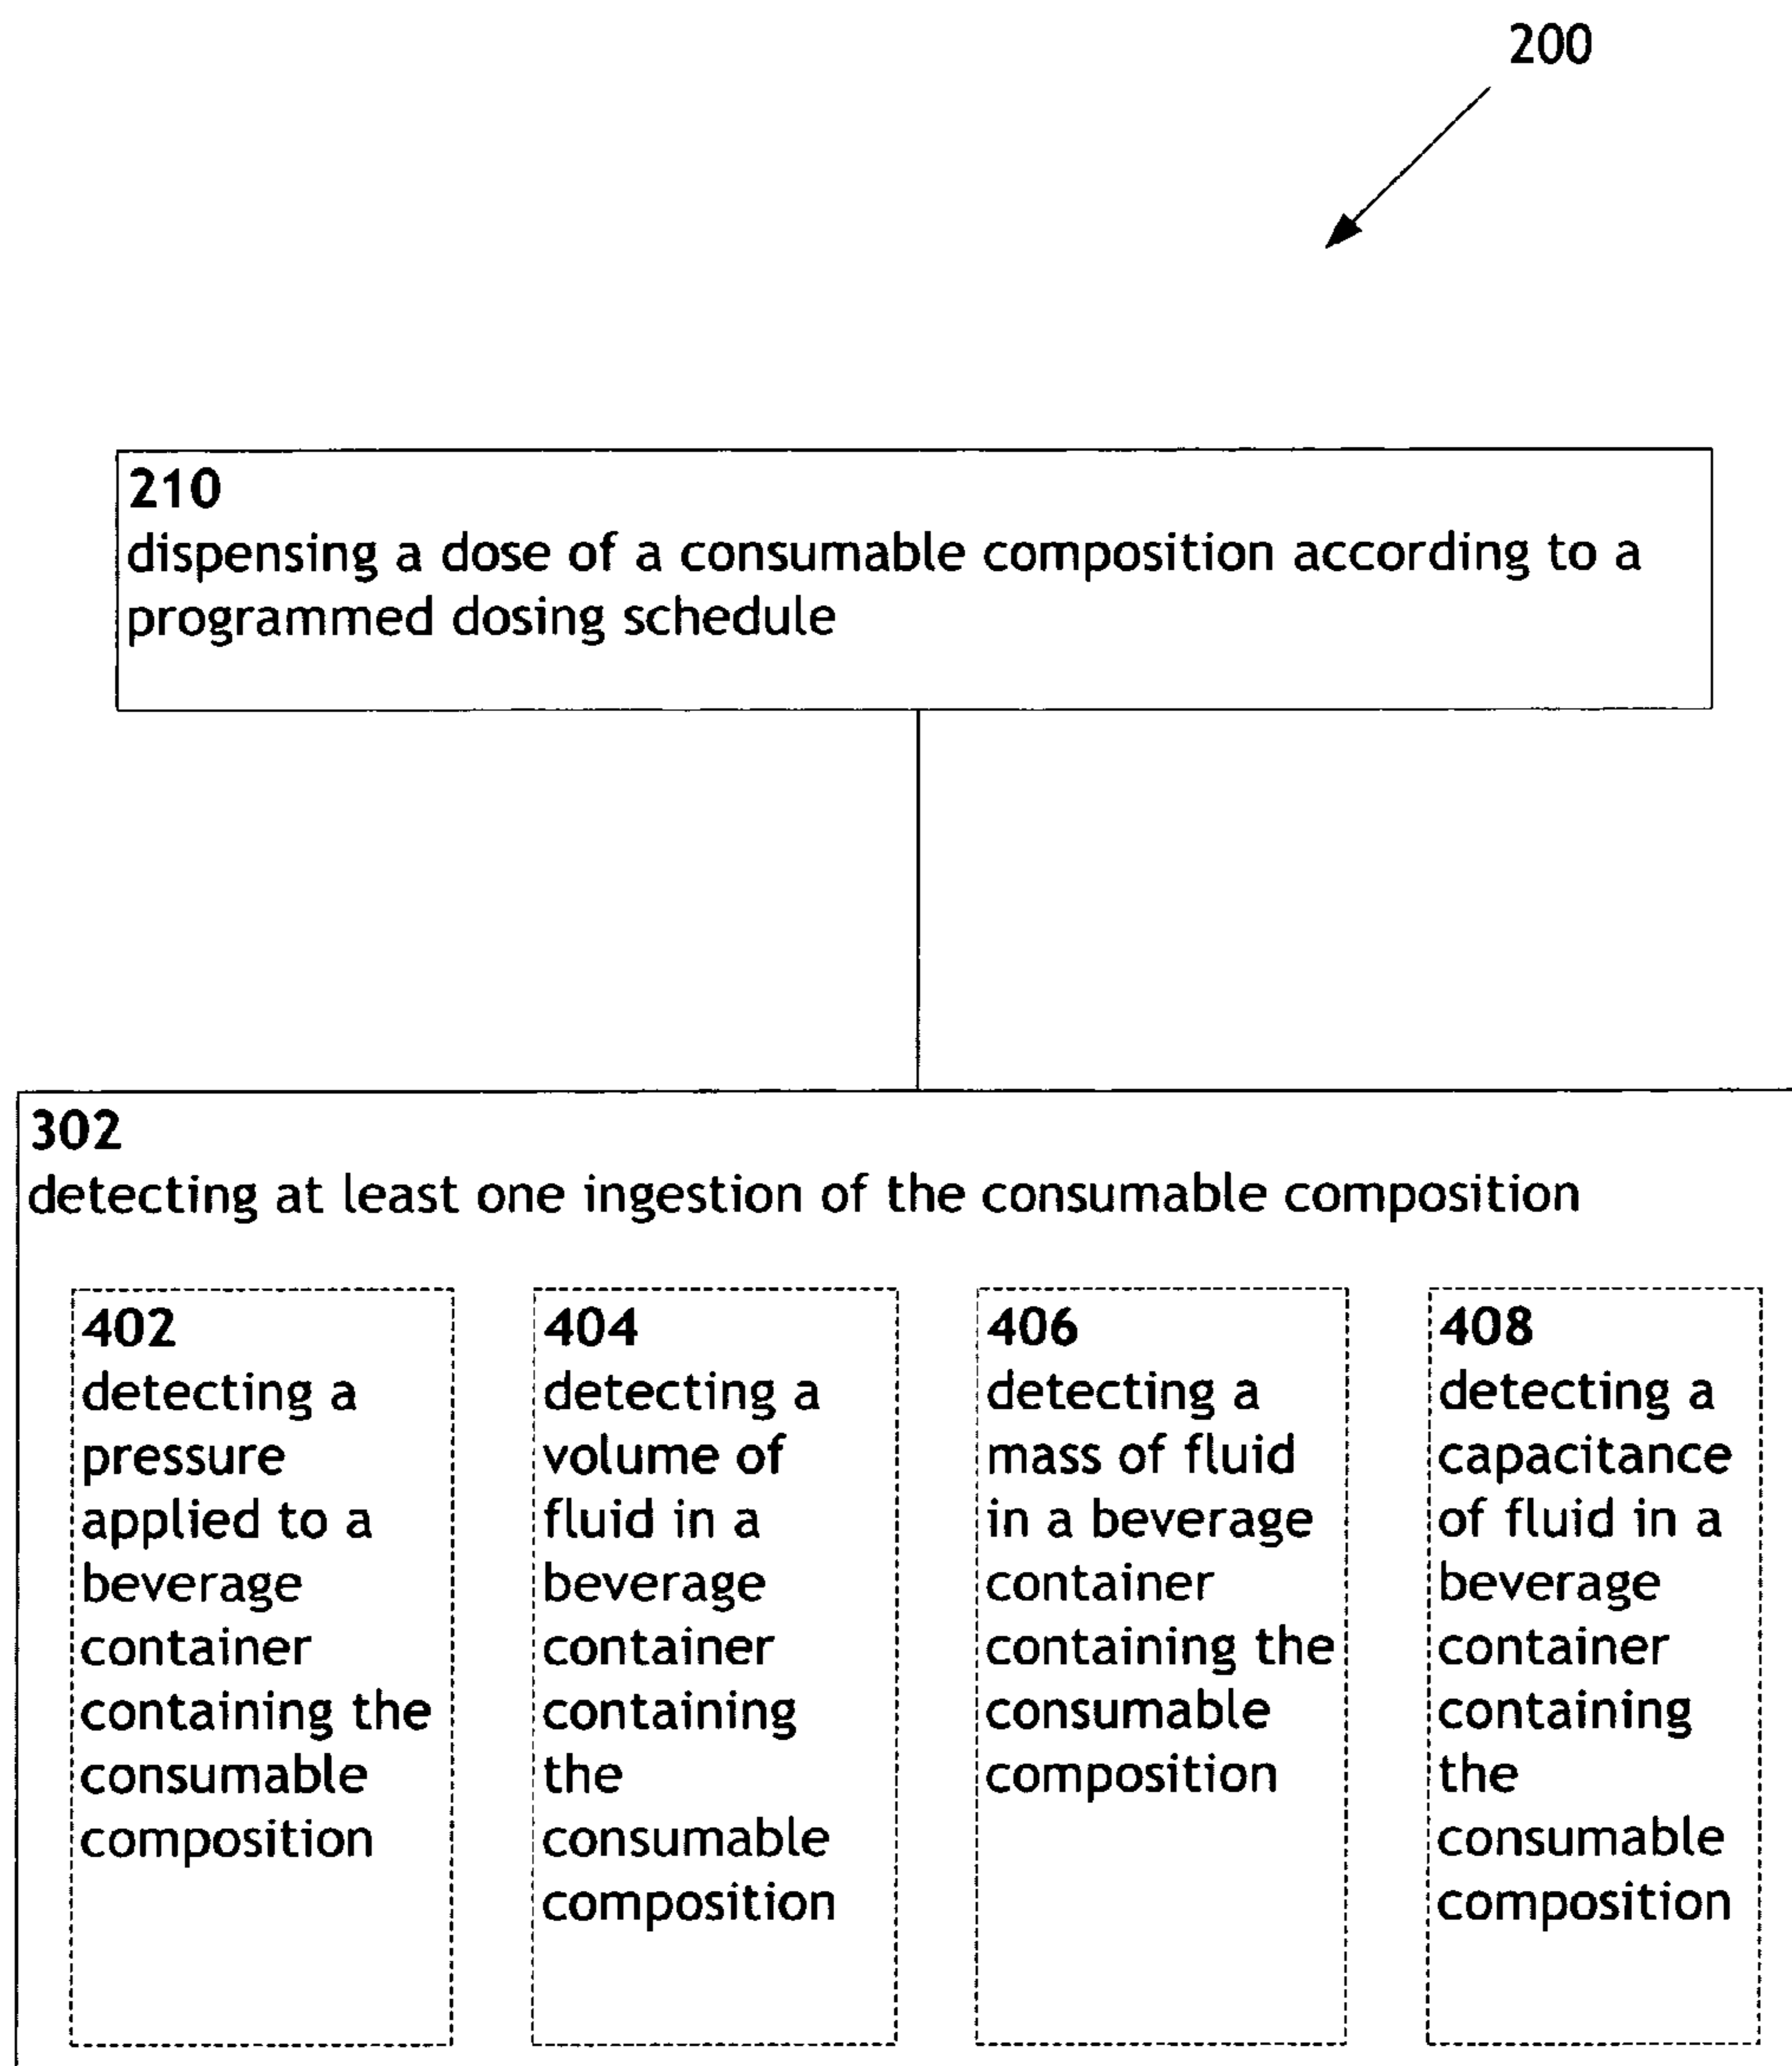 200
210
dispensing a dose of a consumable composition according to a
programmed dosing schedule
302
detecting at least one ingestion of the consumable composition
402
detecting a
pressure
applied to a
beverage
container
containing the
consumable
composition
404
detecting a
volume of
fluid in a
beverage
container
containing
the
consumable
composition
406
detecting a
mass of fluid
in a beverage
container
containing the
consumable
composition
408
detecting a
capacitance
of fluid in a
beverage
container
containing
the
consumable
composition